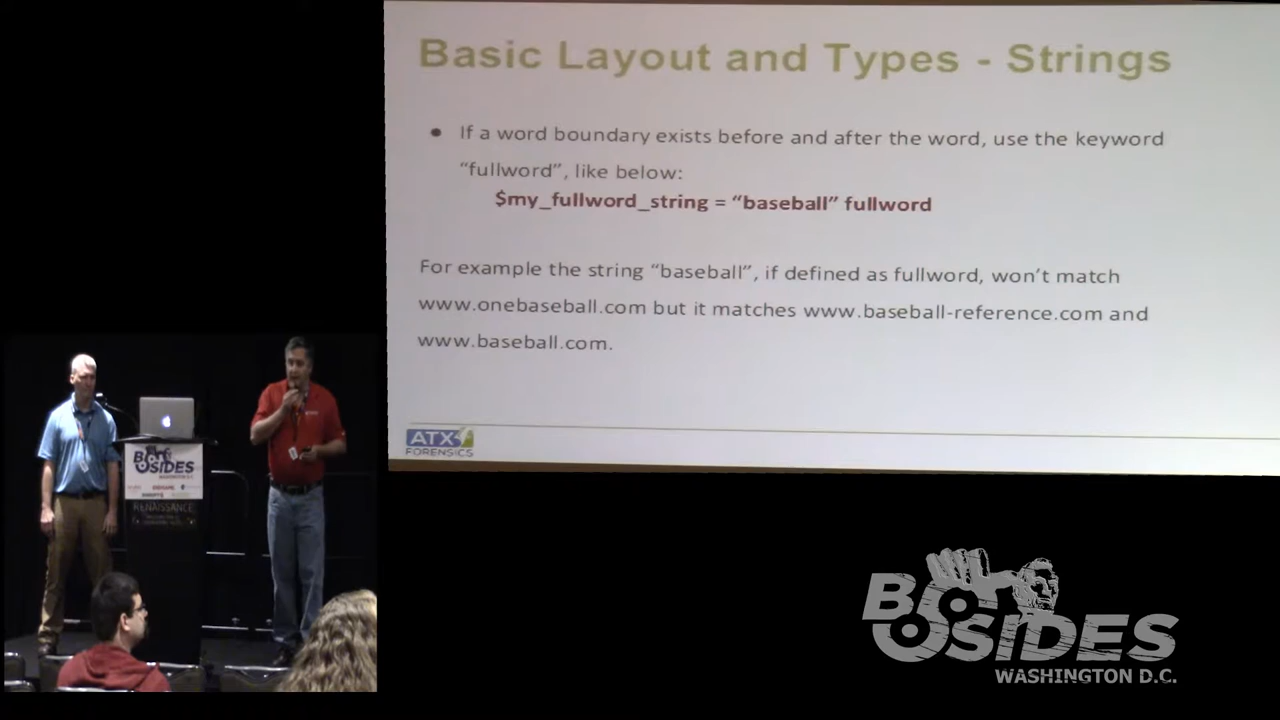 Basic Layout and Types - Strings
● If a word boundary exists before and after the word, use the keyword
“fullword”, like below:
$my_fullword_string = “baseball” fullword
For example the string “baseball”, if defined as fullword, won’t match
www.onebaseball.com but it matches www.baseball-reference.com and
www.baseball.com.
ATX
FORENSICS
BSIDES
WASHINGTON D.C.
RENAISSANCE
BSIDES
WASHINGTON D.C.